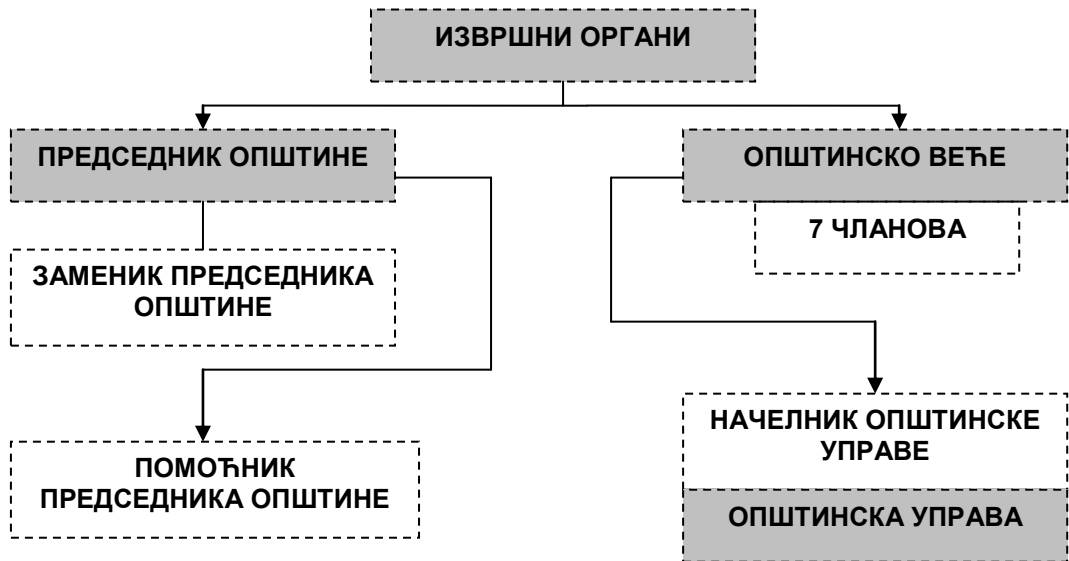 ИЗВРШНИ ОРГАНИ
ПРЕДСЕДНИК ОПШТИНЕ
ОПШТИНСКО ВЕЋЕ
7 ЧЛАНОВА
ЗАМЕНИК ПРЕДСЕДНИКА
ОПШТИНЕ
ПОМОЋНИК
ПРЕДСЕДНИКА ОПШТИНЕ
НАЧЕЛНИК ОПШТИНСКЕ
УПРАВЕ
ОПШТИНСКА УПРАВА